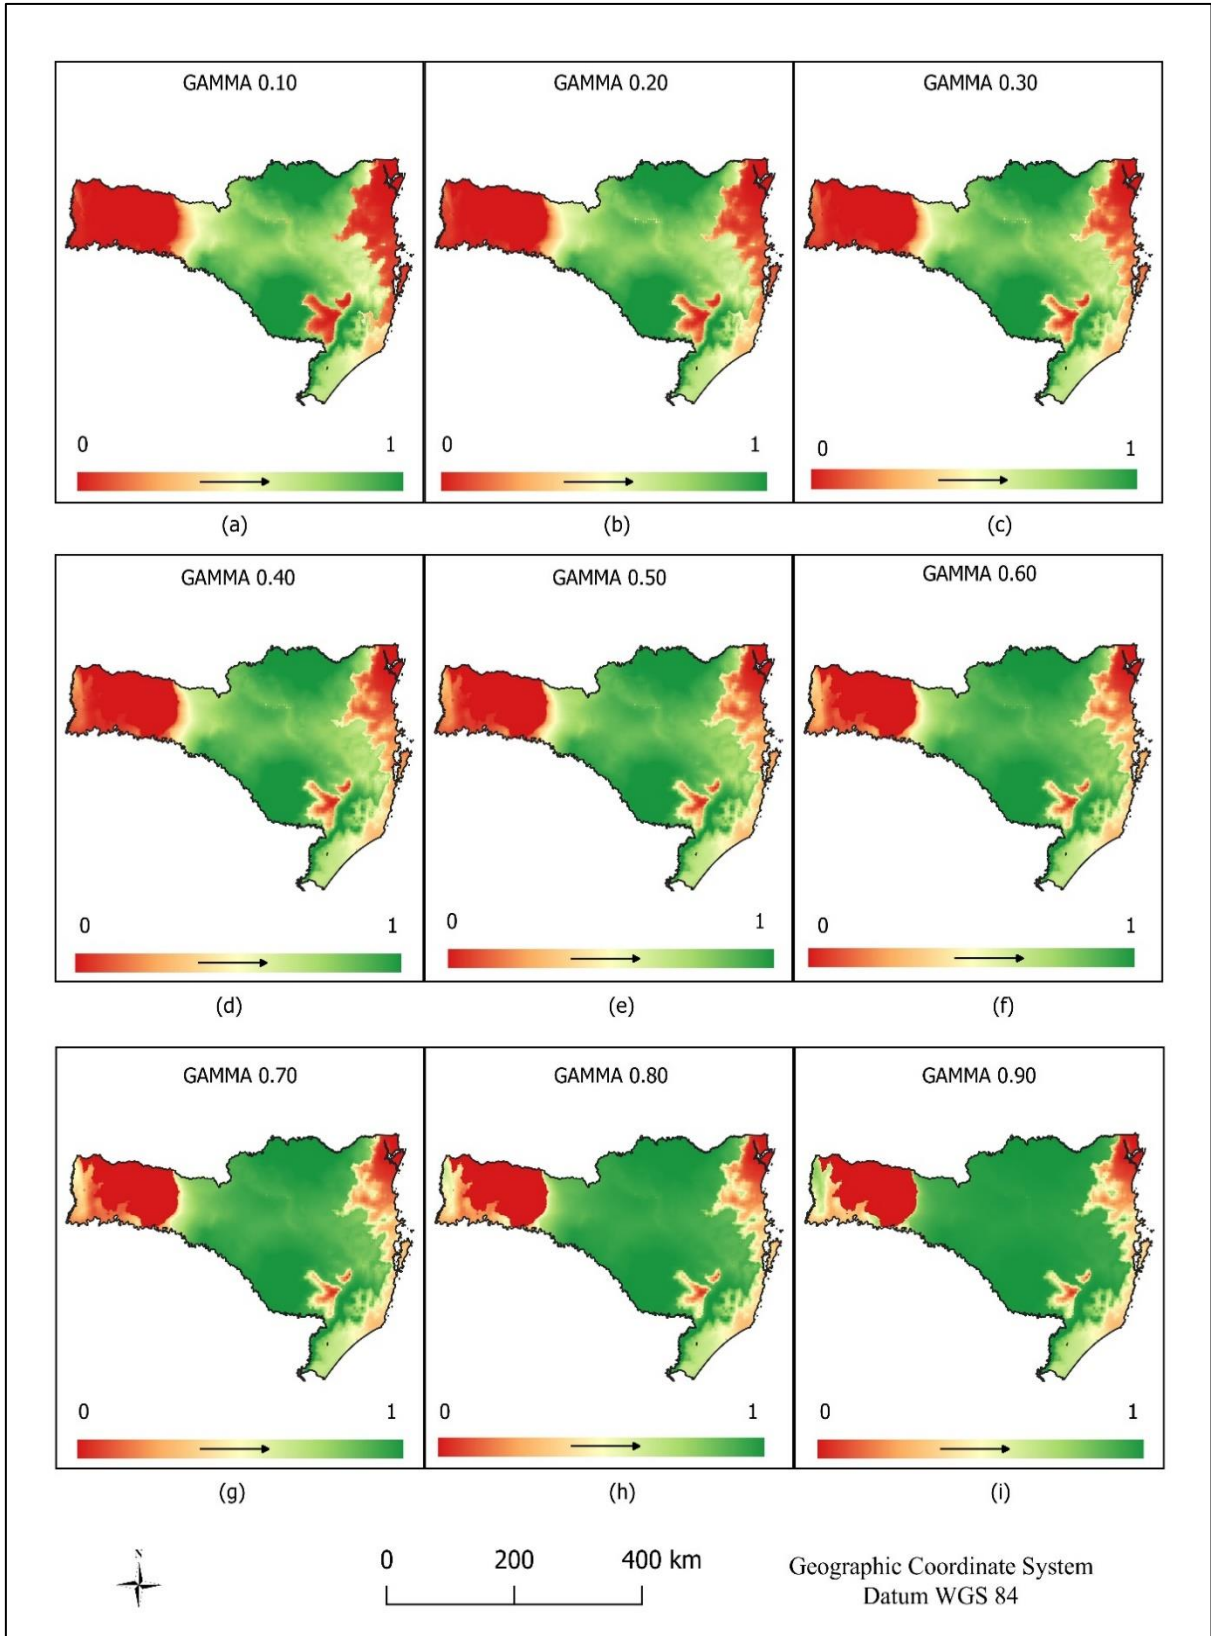 GAMMA 0.10
GAMMA 0.20
GAMMA 0.30
0 1
0 1
0 1
(a)
(b)
(c)
GAMMA 0.40
GAMMA 0.50
GAMMA 0.60
0 1
0 1
0 1
(d)
(e)
(f)
GAMMA 0.70
GAMMA 0.80
GAMMA 0.90
0 1
0 1
0 1
(g)
(h)
(i)
N
0 200 400 km
Geographic Coordinate System
Datum WGS 84